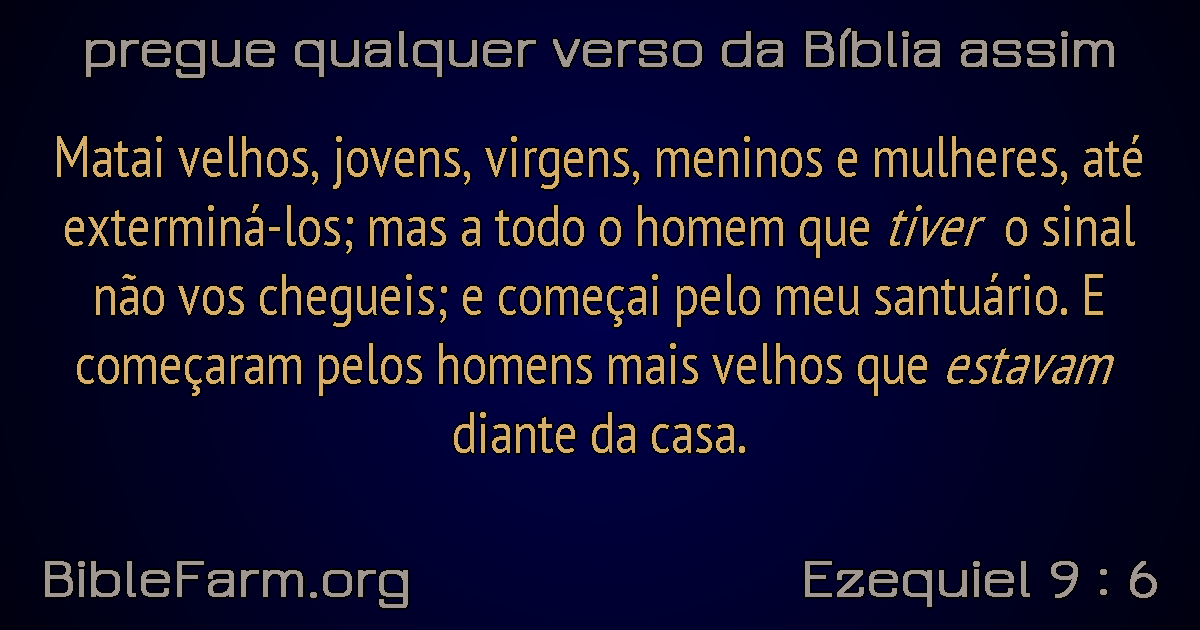 pregue qualquer verso da Bíblia assim
Matai velhos, jovens, virgens, meninos e mulheres, até
exterminá-los; mas a todo o homem que tiver o sinal
não vos chegueis; e começai pelo meu santuário. E
começaram pelos homens mais velhos que estavam
diante da casa.
BibleFarm.org
Ezequiel 9 : 6